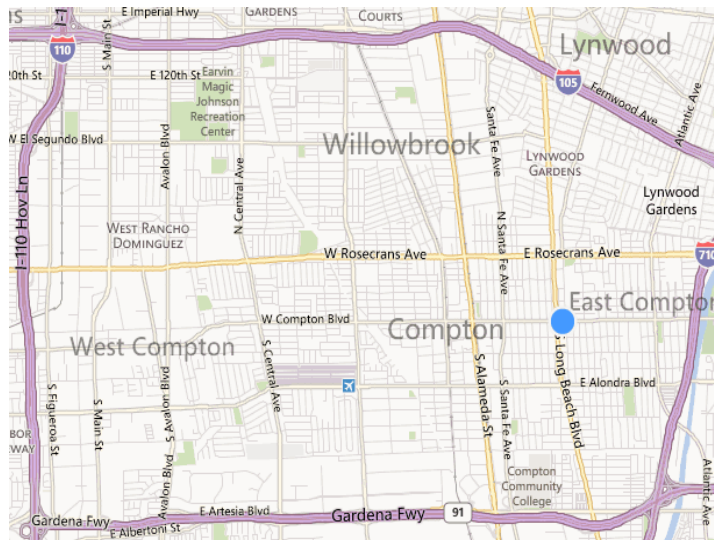 E Imperial Hwy
GARDENS
COURTS
Lynwood
110
S Main St
20th St
E 120th St
Earvin
Magic
Johnson
Recreation
Center
105
Fernwood Ave
Atlantic Ave
W El Segundo Blvd
Avalon Blvd
N Central Ave
Willowbrook
Santa Fe Ave
LYNWOOD
GARDENS
Lynwood
Gardens
I-110 Hov Ln
WEST RANCHO
DOMINGUEZ
N Santa Fe Ave
W Rosecrans Ave
E Rosecrans Ave
710
East Compton
W Compton Blvd
Compton
West Compton
S Central Ave
S Long Beach Blvd
S Alameda St
S Santa Fe Ave
E Alondra Blvd
S Figueroa St
S Main St
S Avalon Blvd
Avalon Blvd
Compton
Community
College
Atlantic Ave
E Artesia Blvd
Gardena Fwy
91
Gardena Fwy
E Albertoni St